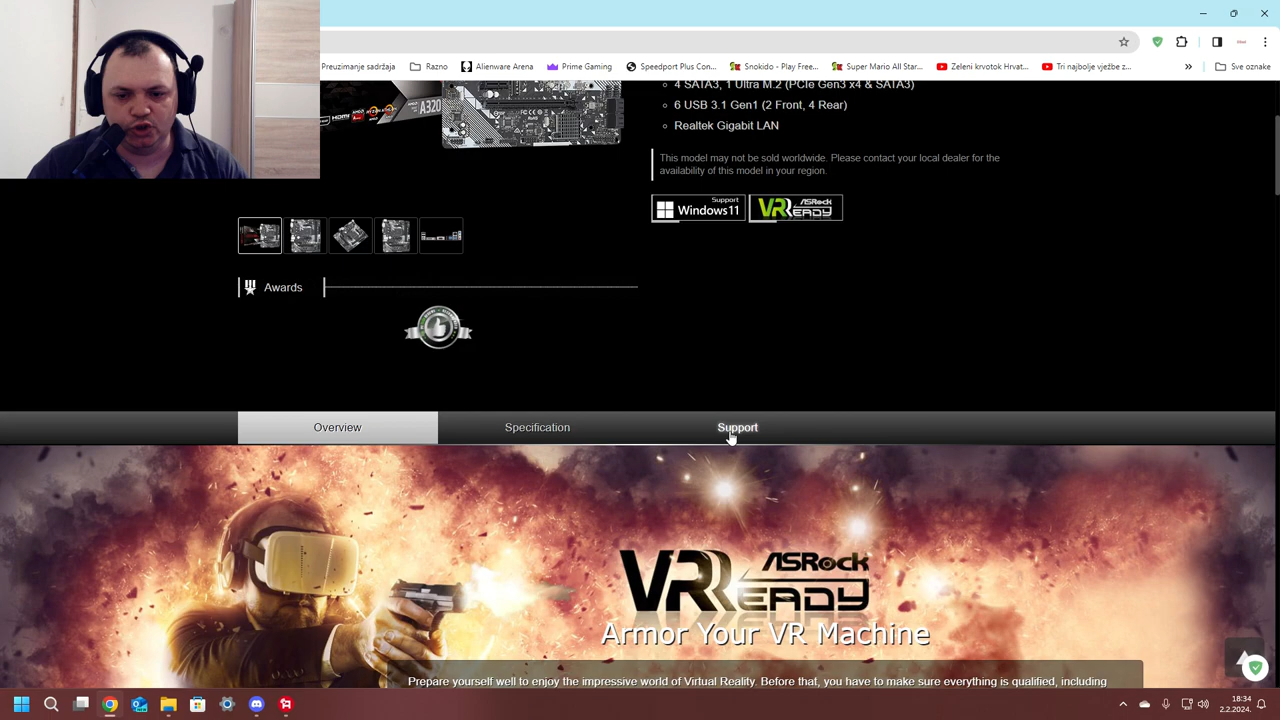 Preuzimanje sadržaja
Razno
Alienware Arena
Prime Gaming
Speedport Plus Con...
Snokido - Free Play...
Super Mario All Star...
Zeleni krvotok Hrvat...
Tri najbolje vježbe z...
»
Sve oznake
HDMI
A320
4 SATA3, 1 Ultra M.2 (PCIe Gen3 x4 & SATA3)
6 USB 3.1 Gen1 (2 Front, 4 Rear)
Realtek Gigabit LAN
This model may not be sold worldwide. Please contact your local dealer for the
availability of this model in your region.
Support
Windows11
VR READY ASRock
Awards
Overview
Specification
Support
VR READY ASRock
Armor Your VR Machine
Prepare yourself well to enjoy the impressive world of Virtual Reality. Before that, you have to make sure everything is qualified, including
18:34
2.2.2024.